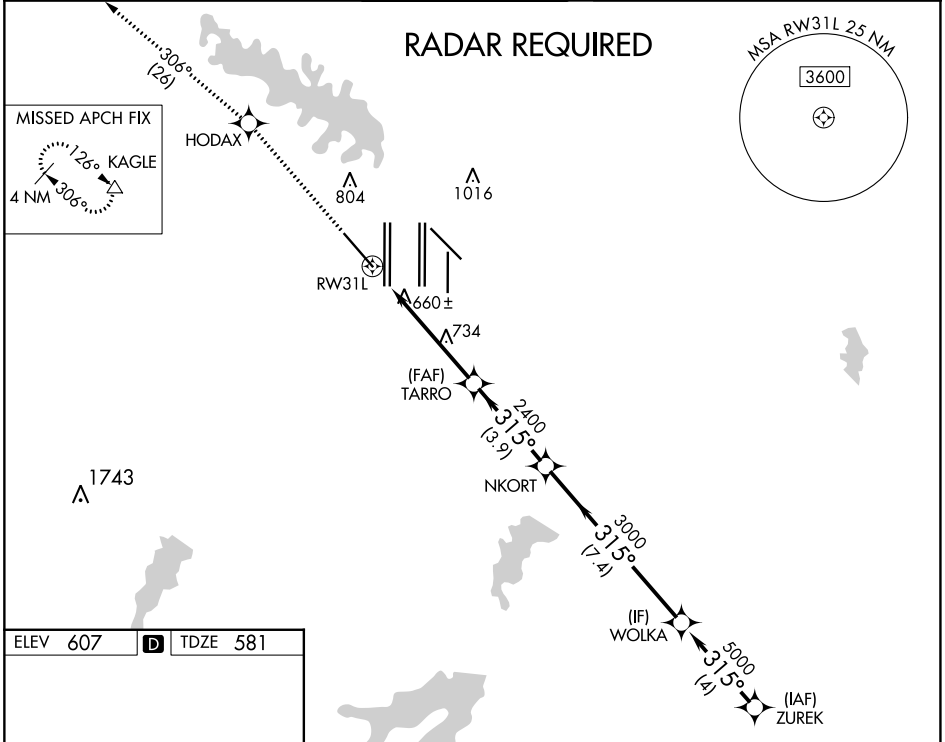 RADAR REQUIRED
MSA RW31L 25 NM
3600
306°
(26)
HODAX
MISSED APCH FIX
126°
KAGLE
4 NM
306°
804
1016
RW31L
660 ±
734
(FAF)
TARRO
2400
315°
(3.9)
NKORT
1743
3000
315°
(7.4)
(IF)
WOLKA
5000
315°
(4)
(IAF)
ZUREK
ELEV 607 D TDZE 581